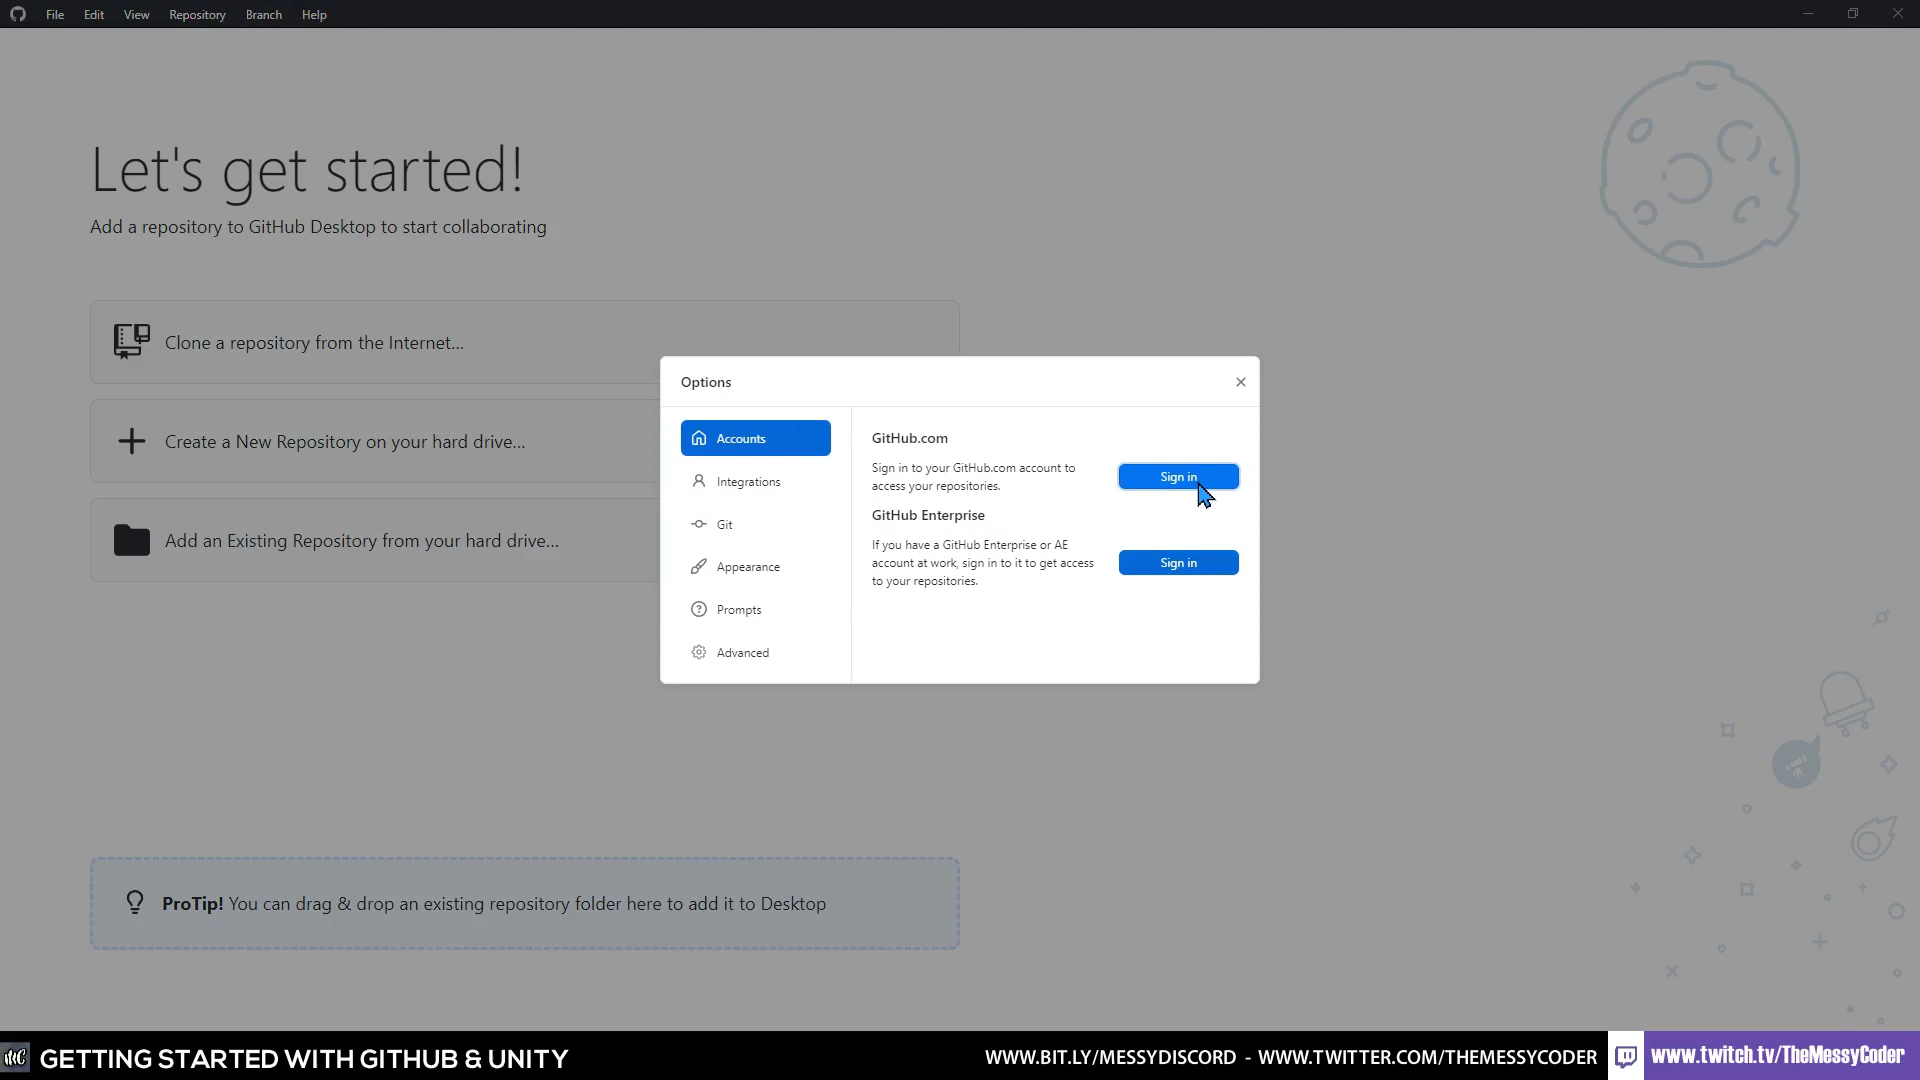 File Edit View Repository Branch Help
Let's get started!
Add a repository to GitHub Desktop to start collaborating
Clone a repository from the Internet...
Create a New Repository on your hard drive...
Add an Existing Repository from your hard drive...
Options
Accounts
Integrations
Git
Appearance
Prompts
Advanced
GitHub.com
Sign in to your GitHub.com account to
access your repositories.
Sign in
GitHub Enterprise
If you have a GitHub Enterprise or AE
account at work, sign in to it to get access
to your repositories.
Sign in
ProTip! You can drag & drop an existing repository folder here to add it to Desktop
MC GETTING STARTED WITH GITHUB & UNITY
WWW.BIT.LY/MESSYDISCORD - WWW.TWITTER.COM/THEMESSYCODER
www.twitch.tv/TheMessyCoder